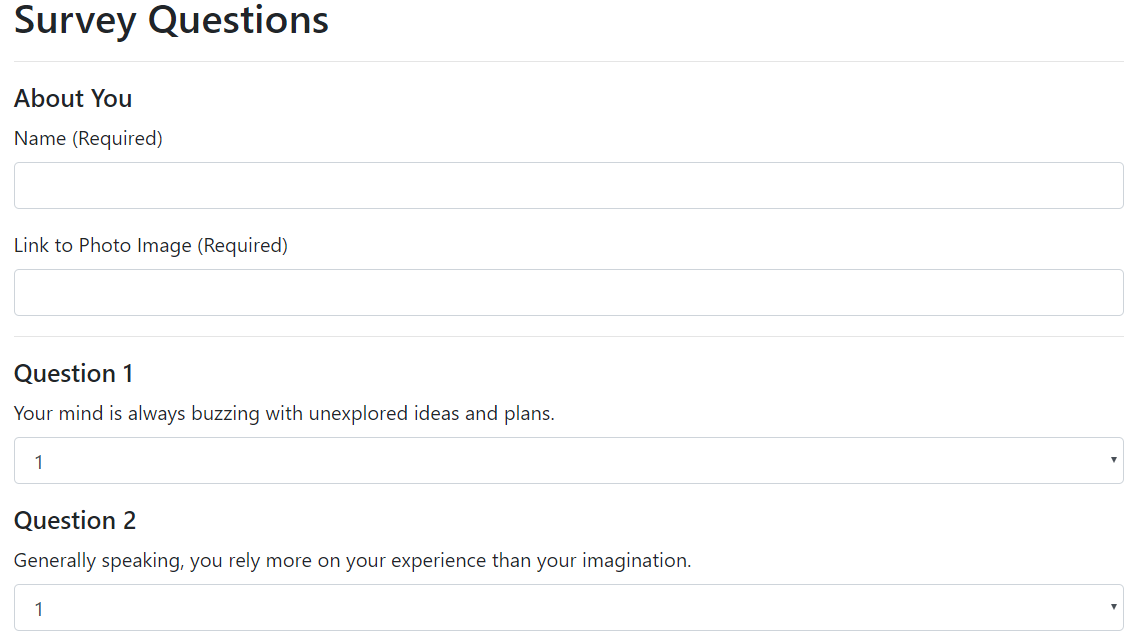 Survey Questions
About You
Name (Required)
Link to Photo Image (Required)
Question 1
Your mind is always buzzing with unexplored ideas and plans.
1
Question 2
Generally speaking, you rely more on your experience than your imagination.
1